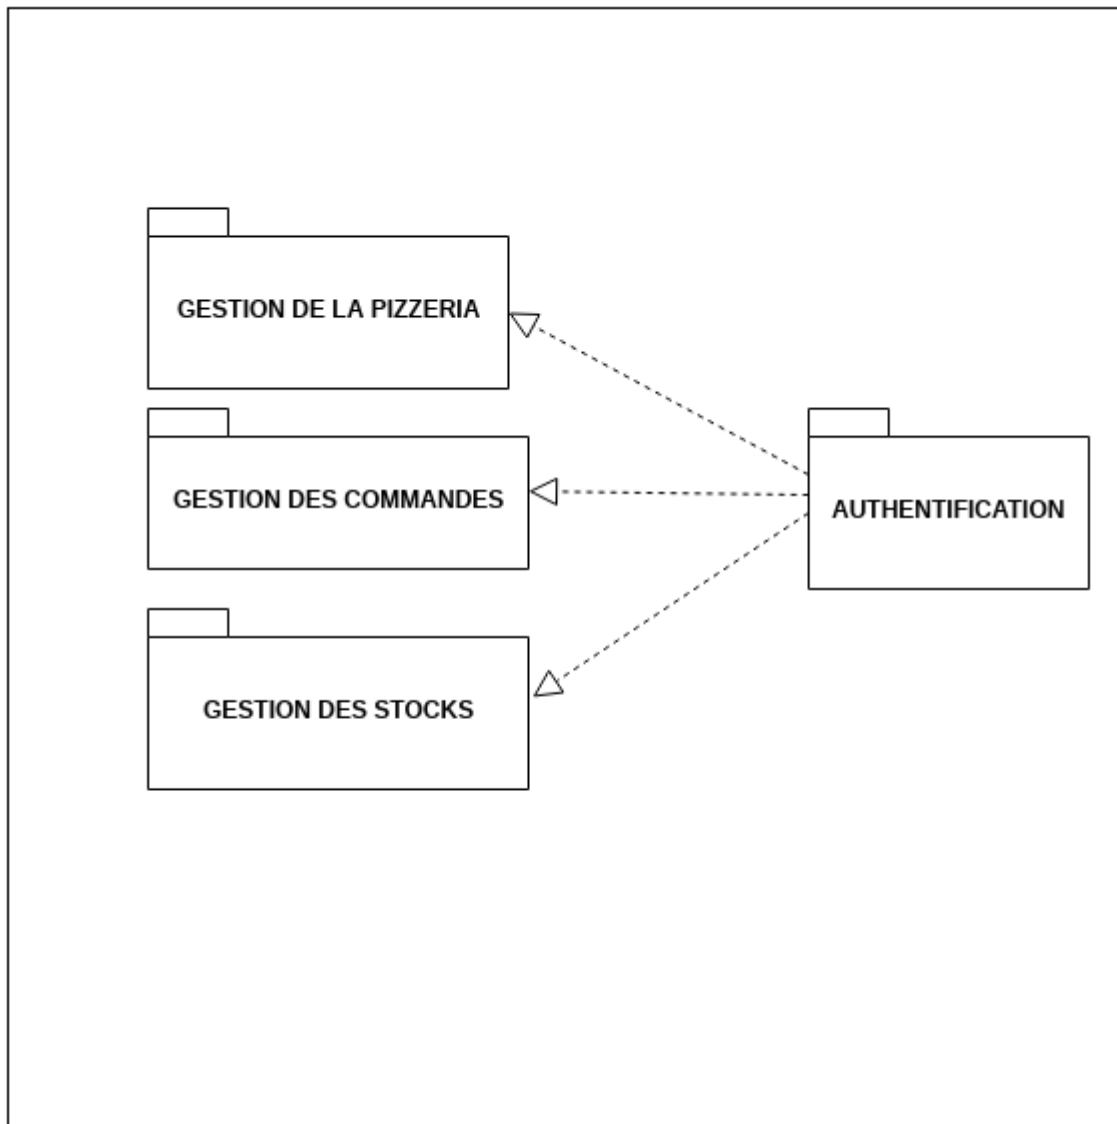 GESTION DE LA PIZZERIA
GESTION DES COMMANDES
AUTHENTIFICATION
GESTION DES STOCKS